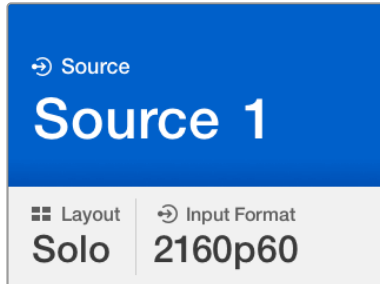 Source
Source 1
Layout
Solo
Input Format
2160p60